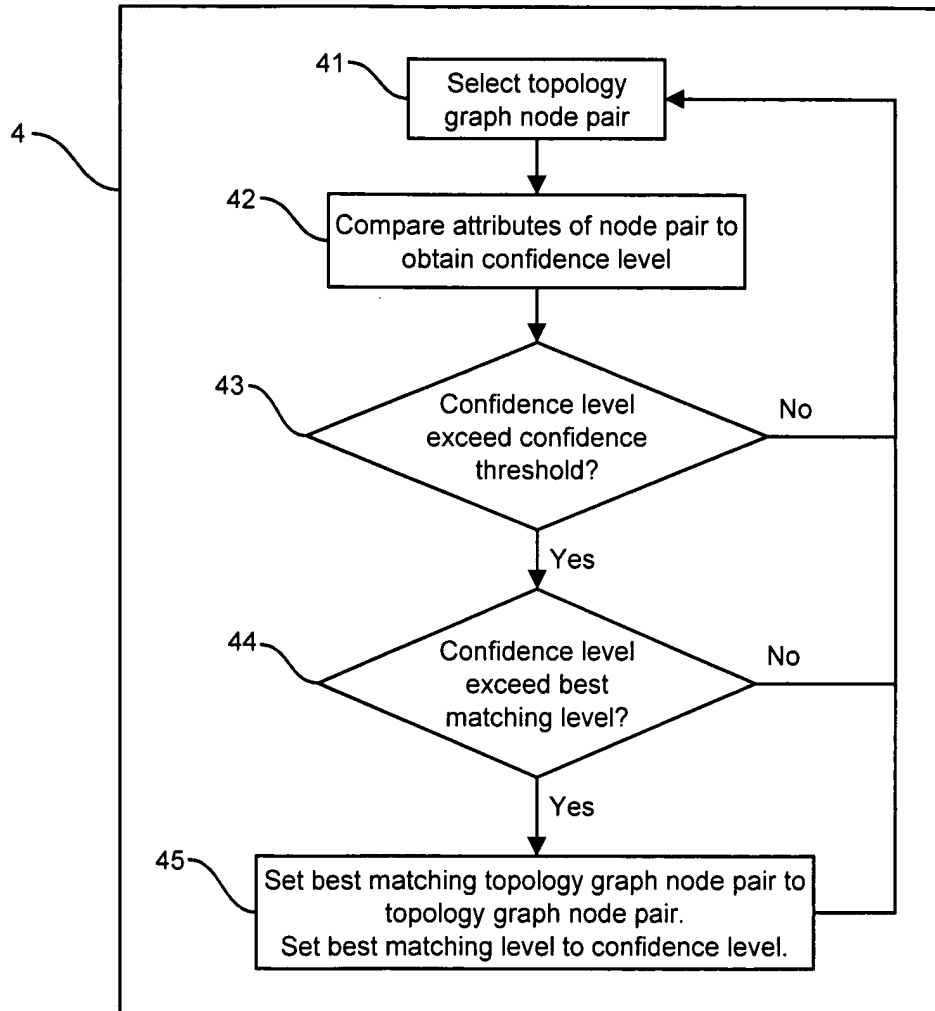 41
Select topology
graph node pair
4
42
Compare attributes of node pair to
obtain confidence level
43
Confidence level
exceed confidence
threshold?
No
Yes
44
Confidence level
exceed best
matching level?
No
Yes
45
Set best matching topology graph node pair to
topology graph node pair.
Set best matching level to confidence level.